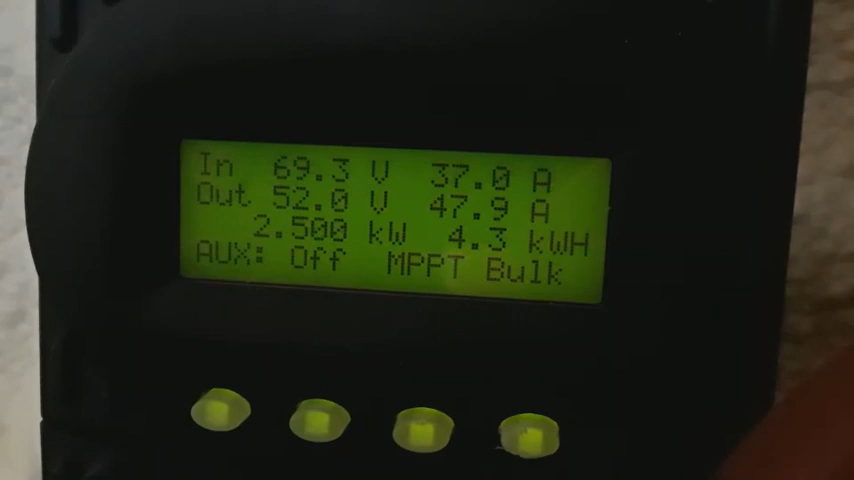 In 69.3 V 37.0 A
Out 52.0 V 47.9 A
2.500 kW 4.3 kWH
AUX: Off MPPT Bulk